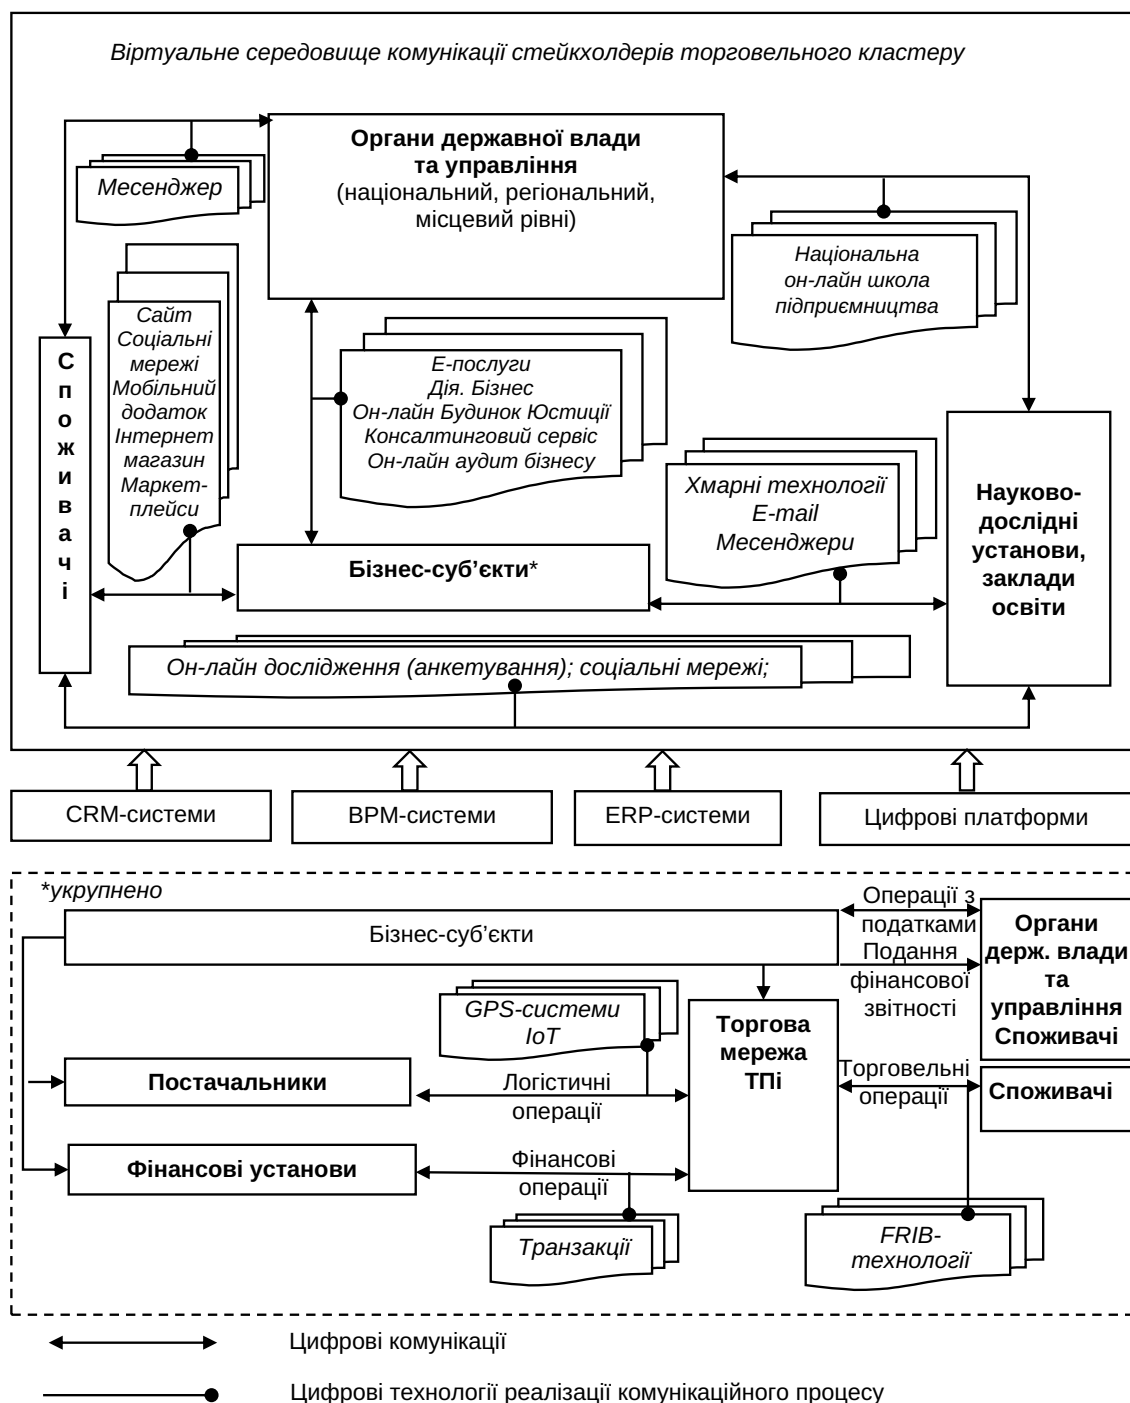 Віртуальне середовище комунікації стейкхолдерів торговельного кластеру
Органи державної влади
та управління
(національний, регіональний,
місцевий рівні)
Месенджер
Національна
он-лайн школа
підприємництва
Сайт
Соціальні
мережі
Мобільний
додаток
Інтернет
магазин
Маркет-
плейси
Е-послуги
Дія. Бізнес
Он-лайн Будинок Юстиції
Консалтинговий сервіс
Он-лайн аудит бізнесу
С
п
о
ж
и
в
а
ч
і
Хмарні технології
E-mail
Месенджери
Науково-
дослідні
установи,
заклади
освіти
Бізнес-суб’єкти*
Он-лайн дослідження (анкетування); соціальні мережі;
CRM-системи
BPM-системи
ERP-системи
Цифрові платформи
*укрупнено
Бізнес-суб’єкти
Операції з
податками
Подання
фінансової
звітності
Органи
держ. влади
та
управління
Споживачі
GPS-системи
IoT
Торгова
мережа
ТПі
Постачальники
Логістичні
операції
Торговельні
операції
Споживачі
Фінансові установи
Фінансові
операції
Транзакції
FRIB-
технології
Цифрові комунікації
Цифрові технології реалізації комунікаційного процесу